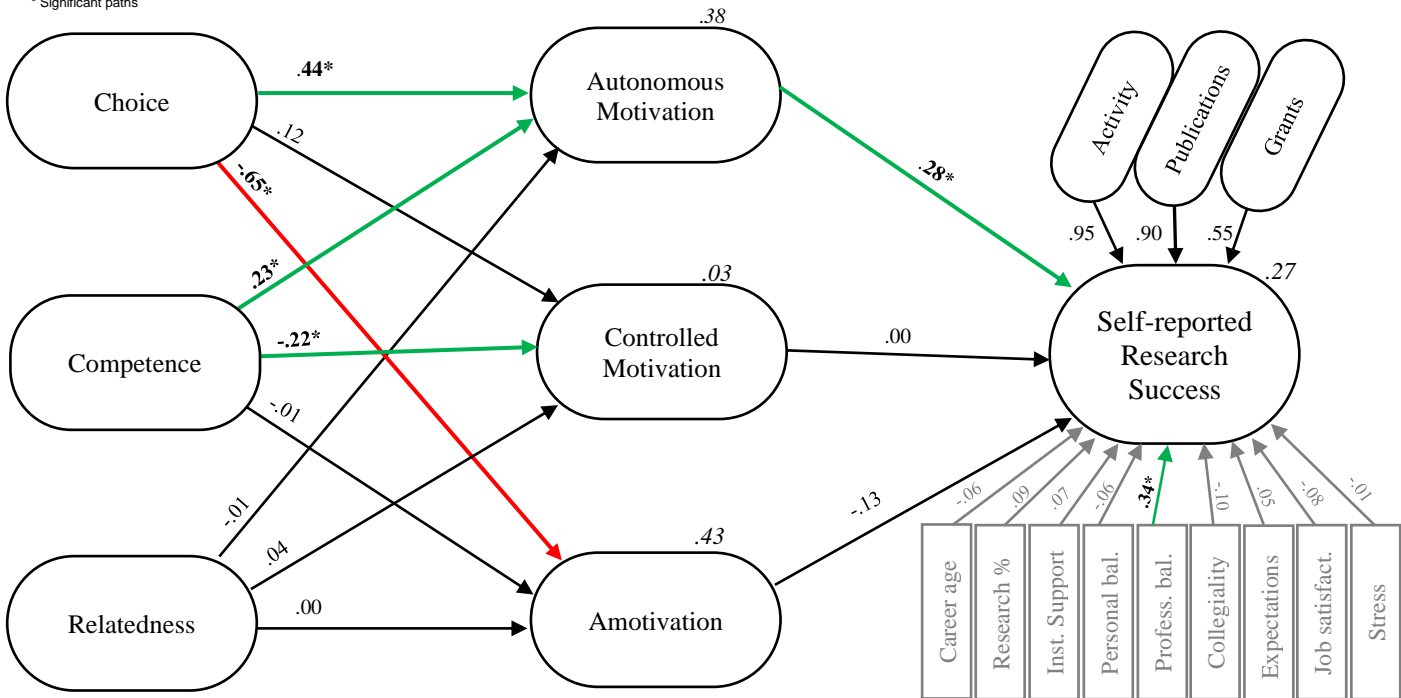 * Significant paths
.38
Choice
.44*
Autonomous
Motivation
Activity
Publications
Grants
.12
-.65*
.28*
.95
.90
.55
.23*
.03
.27
Competence
-.22*
Controlled
Motivation
.00
Self-reported
Research
Success
-.01
-.01
.04
.43
-.13
-.06
.09
.07
-.06
.34*
-.10
.05
-.08
-.01
Relatedness
.00
Amotivation
Career age
Research %
Inst. Support
Personal bal.
Profess. bal.
Collegiality
Expectations
Job satisfact.
Stress